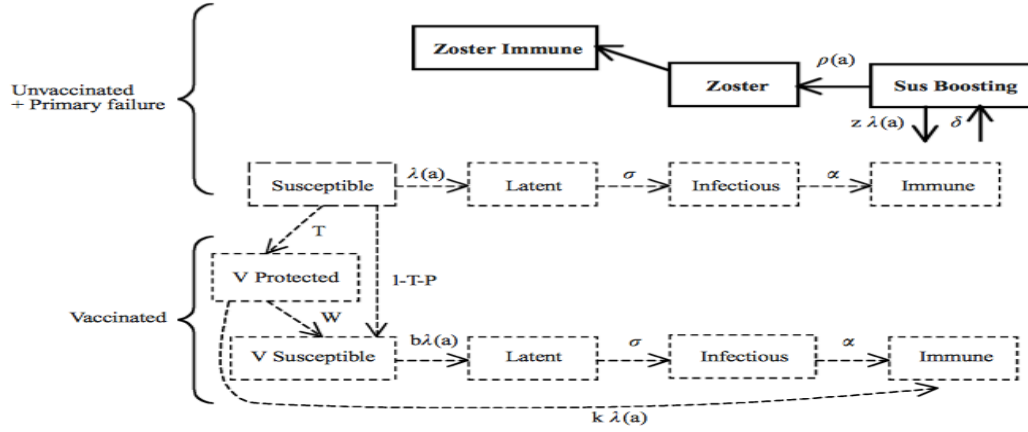 Zoster Immune
ρ(a)
Unvaccinated
+ Primary failure
Zoster
Sus Boosting
z λ(a)
δ
Susceptible
λ(a)
Latent
σ
Infectious
α
Immune
T
V Protected
1-T-P
Vaccinated
W
V Susceptible
bλ(a)
Latent
σ
Infectious
α
Immune
k λ(a)